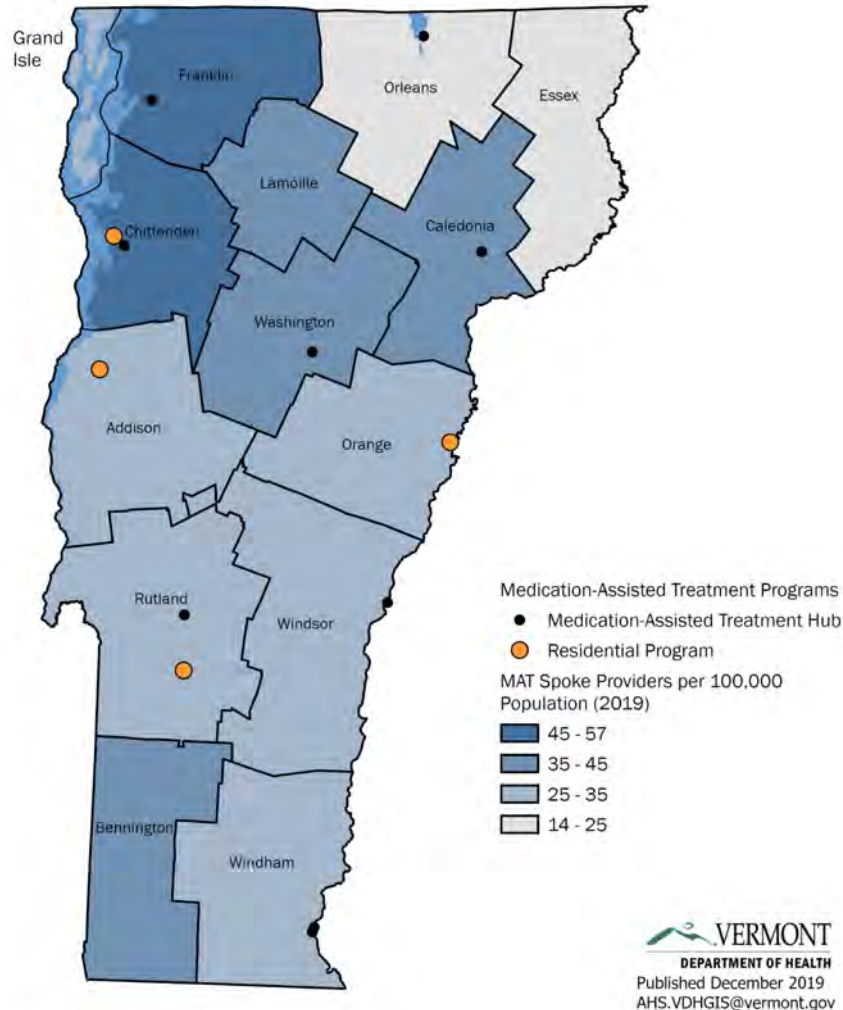 Grand
Isle
Franklin
Orleans
Essex
Lamoille
Chittenden
Caledonia
Washington
Addison
Orange
Rutland
Windsor
Bennington
Windham
Medication-Assisted Treatment Programs
Medication-Assisted Treatment Hub
Residential Program
MAT Spoke Providers per 100,000
Population (2019)
45 - 57
35 - 45
25 - 35
14 - 25
VERMONT
DEPARTMENT OF HEALTH
Published December 2019
AHS.VDHGIS@vermont.gov